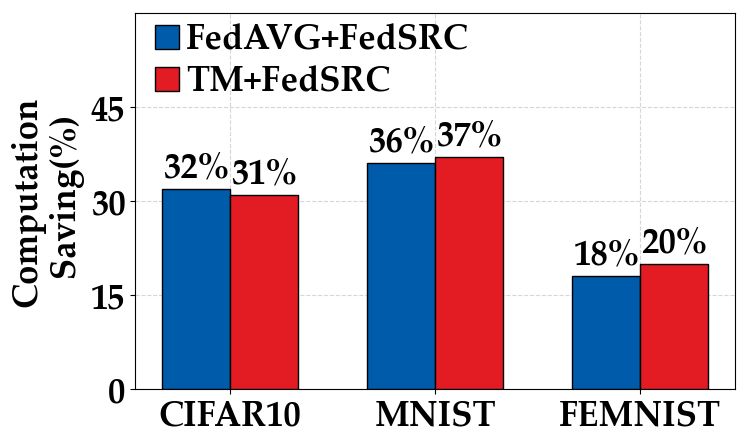 FedAVG+FedSRC
TM+FedSRC
Computation
Saving(%)
45
30
15
0
32%
31%
36%
37%
18%
20%
CIFAR10
MNIST
FEMNIST